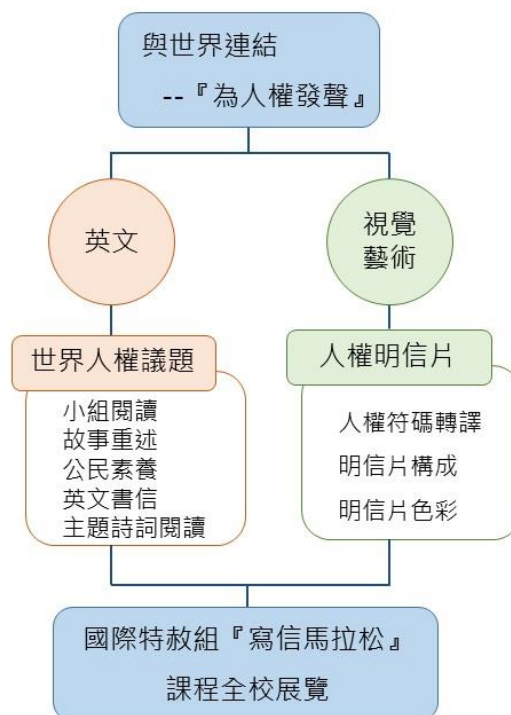 與世界連結
--『為人權發聲』
英文
視覺
藝術
世界人權議題
小組閱讀
故事重述
公民素養
英文書信
主題詩詞閱讀
人權明信片
人權符碼轉譯
明信片構成
明信片色彩
國際特赦組『寫信馬拉松』
課程全校展覽